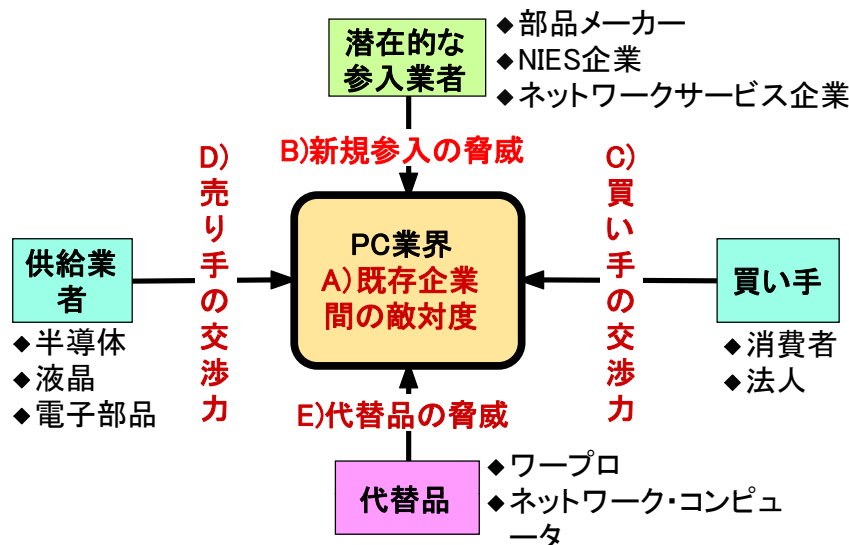 潜在的な
参入業者
◆部品メーカー
◆NIES企業
◆ネットワークサービス企業
B)新規参入の脅威
D)売り手の交渉力
C)買い手の交渉力
供給業
者
◆半導体
◆液晶
◆電子部品
PC業界
A)既存企業
間の敵対度
買い手
◆消費者
◆法人
E)代替品の脅威
代替品
◆ワープロ
◆ネットワーク・コンピュ
ータ